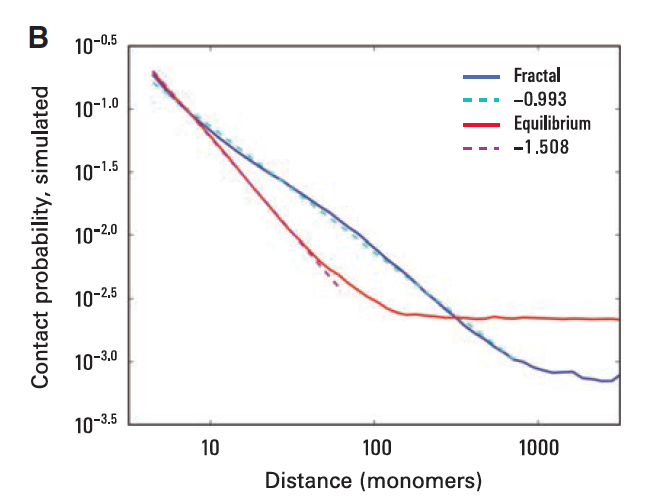 B
Contact probability, simulated
10^−0.5
10^−1.0
10^−1.5
10^−2.0
10^−2.5
10^−3.0
10^−3.5
Fractal
−0.993
Equilibrium
−1.508
10
100
1000
Distance (monomers)